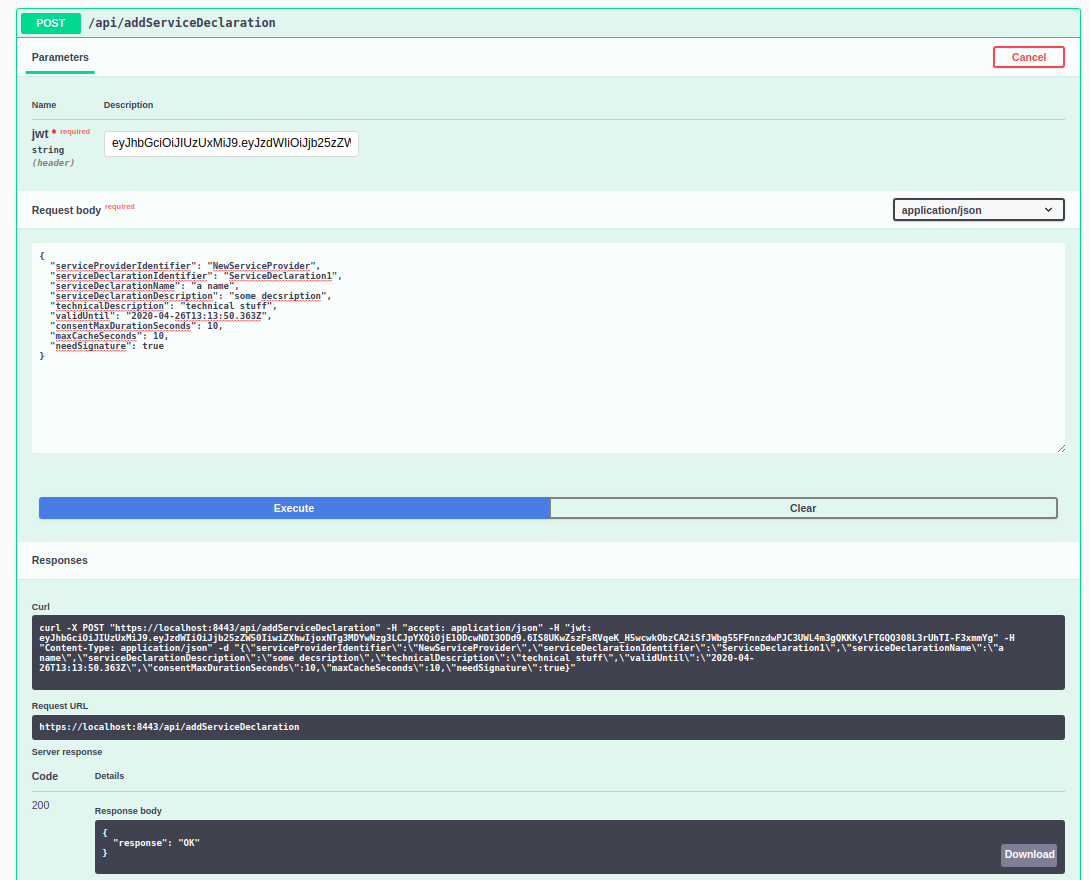 POST /api/addServiceDeclaration
Parameters
Cancel
Name Description
jwt * required
string
(header)
eyJhbGciOiJIUzUxMiJ9.eyJzdWIiOiJjb25zZW
Request body required
application/json
{
"serviceProviderIdentifier": "NewServiceProvider",
"serviceDeclarationIdentifier": "ServiceDeclaration1",
"serviceDeclarationName": "a name",
"serviceDeclarationDescription": "some decsription",
"technicalDescription": "technical stuff",
"validUntil": "2020-04-26T13:13:50.363Z",
"consentMaxDurationSeconds": 10,
"maxCacheSeconds": 10,
"needSignature": true
}
Execute
Clear
Responses
Curl
curl -X POST "https://localhost:8443/api/addServiceDeclaration" -H "accept: application/json" -H "jwt:
eyJhbGciOiJIUzUxMiJ9.eyJzdWIiOiJjb25zZW50IiwiZXhwIjoxNTg3MDYwNzg3LCJpYXQiOjE1ODcwNDI3ODd9.6IS8UKwZszFsRVqeK_H5wcwkObzCA2iSfJWbg55FFnnzdwPJC3UWL4m3gQKKKylFTGQQ308L3rUhTI-F3xmmYg" -H
"Content-Type: application/json" -d "{\"serviceProviderIdentifier\":\"NewServiceProvider\",\"serviceDeclarationIdentifier\":\"ServiceDeclaration1\",\"serviceDeclarationName\":\"a
name\",\"serviceDeclarationDescription\":\"some decsription\",\"technicalDescription\":\"technical stuff\",\"validUntil\":\"2020-04-
26T13:13:50.363Z\",\"consentMaxDurationSeconds\":10,\"maxCacheSeconds\":10,\"needSignature\":true}"
Request URL
https://localhost:8443/api/addServiceDeclaration
Server response
Code Details
200
Response body
{
"response": "OK"
}
Download